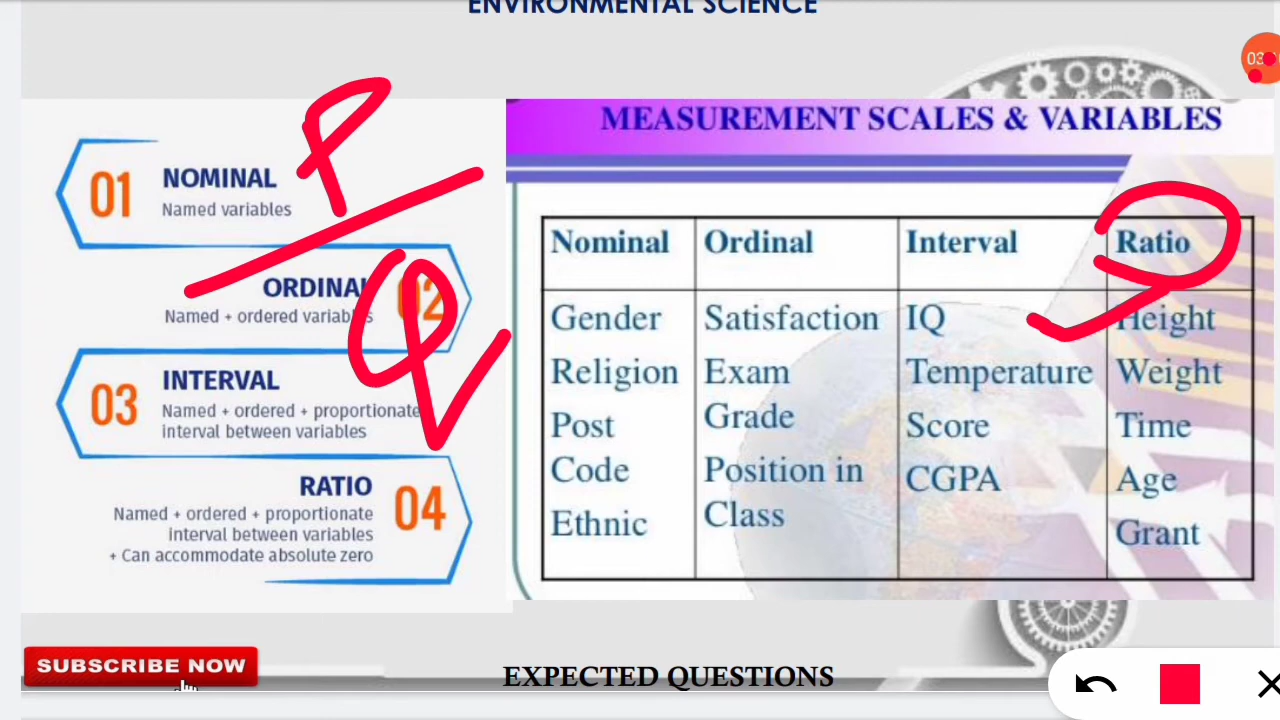 ENVIRONMENTAL SCIENCE
01
NOMINAL
Named variables
ORDINAL
02
Named + ordered variables
03
INTERVAL
Named + ordered + proportionate
interval between variables
RATIO
04
Named + ordered + proportionate
interval between variables
+ Can accommodate absolute zero
MEASUREMENT SCALES & VARIABLES
Nominal Ordinal Interval Ratio
Gender Satisfaction IQ Height
Religion Exam Temperature Weight
Post Grade Score Time
Code Position in CGPA Age
Ethnic Class Grant
SUBSCRIBE NOW
EXPECTED QUESTIONS